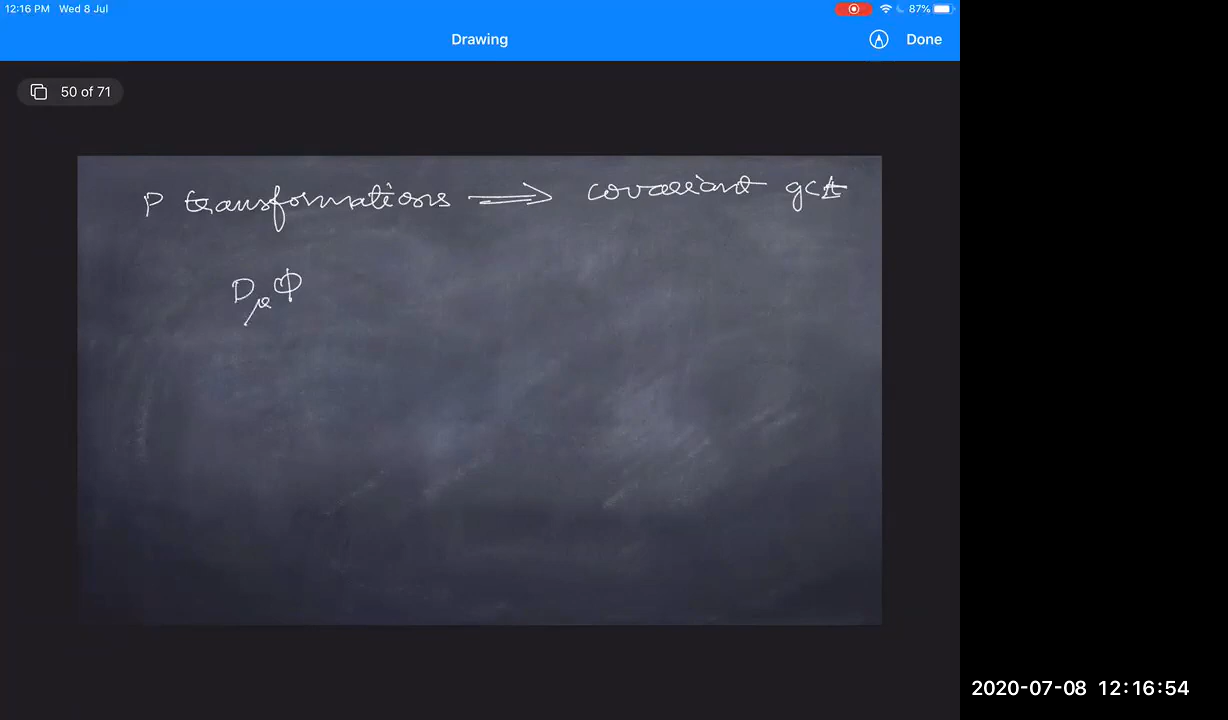 12:16 PM Wed 8 Jul 87%
Drawing Done
50 of 71
P transformations ⟹ covariant gct
D_μ Φ
2020-07-08 12:16:54